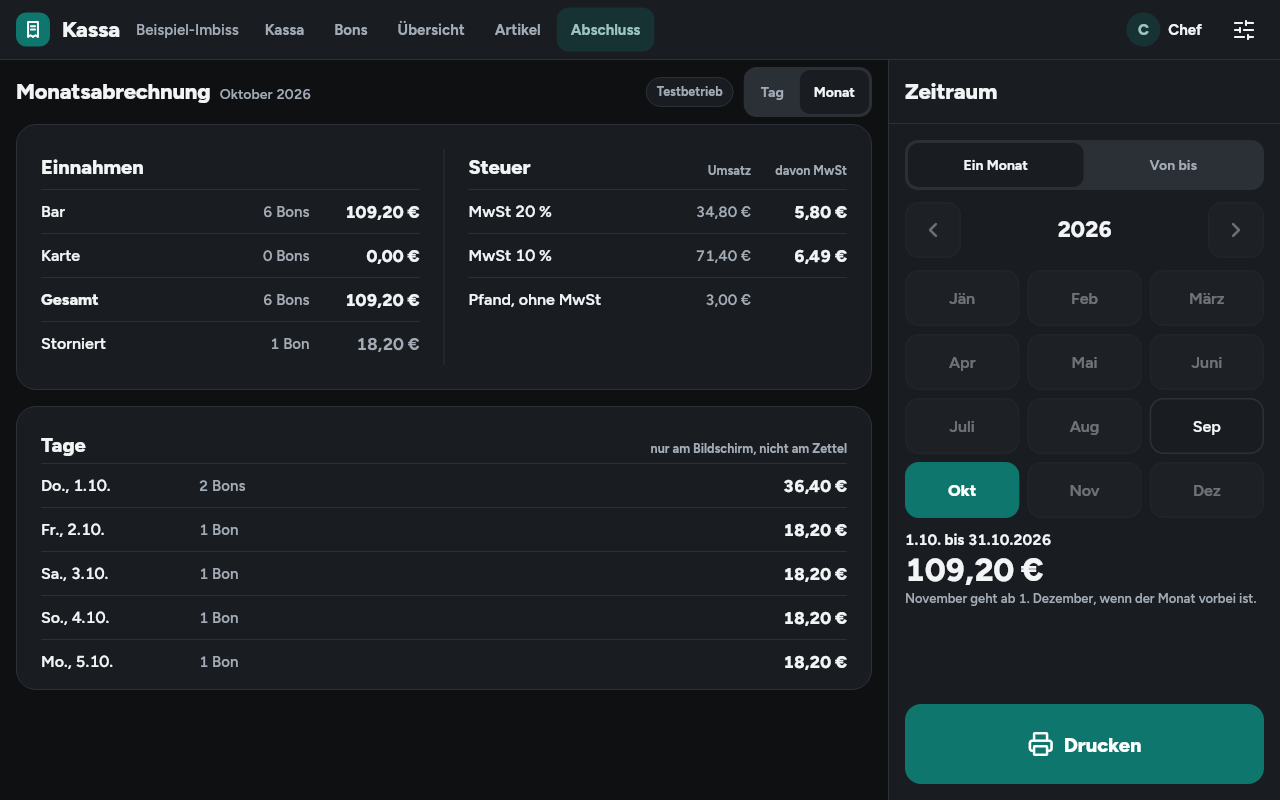 Kassa Beispiel-Imbiss Kassa Bons Übersicht Artikel Abschluss C Chef
Monatsabrechnung Oktober 2026 Testbetrieb Tag Monat
Einnahmen
Bar 6 Bons 109,20 €
Karte 0 Bons 0,00 €
Gesamt 6 Bons 109,20 €
Storniert 1 Bon 18,20 €
Steuer Umsatz davon MwSt
MwSt 20 % 34,80 € 5,80 €
MwSt 10 % 71,40 € 6,49 €
Pfand, ohne MwSt 3,00 €
Tage nur am Bildschirm, nicht am Zettel
Do., 1.10. 2 Bons 36,40 €
Fr., 2.10. 1 Bon 18,20 €
Sa., 3.10. 1 Bon 18,20 €
So., 4.10. 1 Bon 18,20 €
Mo., 5.10. 1 Bon 18,20 €
Zeitraum
Ein Monat Von bis
2026
Jän Feb März
Apr Mai Juni
Juli Aug Sep
Okt Nov Dez
1.10. bis 31.10.2026
109,20 €
November geht ab 1. Dezember, wenn der Monat vorbei ist.
Drucken